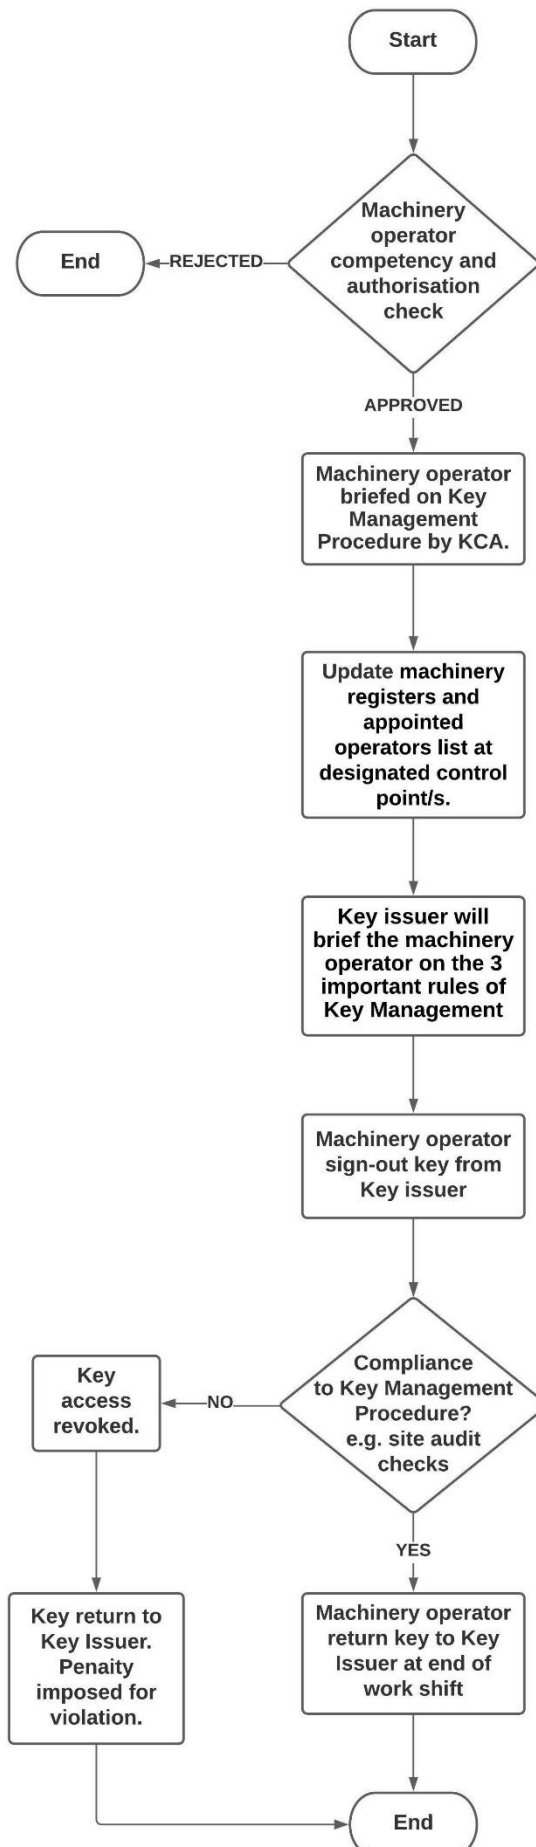 Start
Machinery
operator
competency and
authorisation
check
REJECTED
End
APPROVED
Machinery operator
briefed on Key
Management
Procedure by KCA.
Update machinery
registers and
appointed
operators list at
designated control
point/s.
Key issuer will
brief the machinery
operator on the 3
important rules of
Key Management
Machinery operator
sign-out key from
Key issuer
Compliance
to Key Management
Procedure?
e.g. site audit
checks
NO
Key
access
revoked.
YES
Key return to
Key Issuer.
Penaity
imposed for
violation.
Machinery operator
return key to Key
Issuer at end of
work shift
End